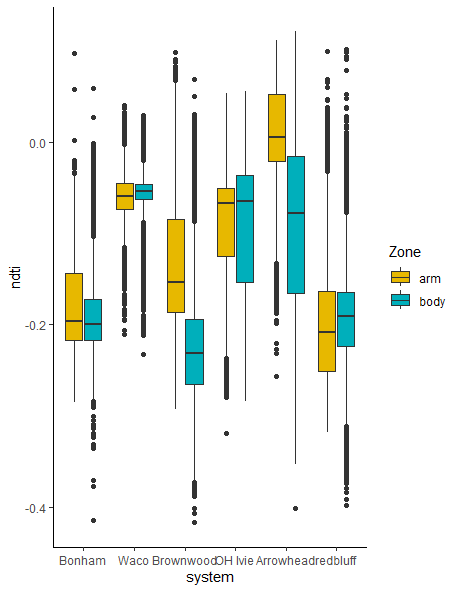 0.0
-0.2
-0.4
ndti
Bonham Waco Brownwood OH Ivie Arrowhead redbluff
system
Zone
arm
body